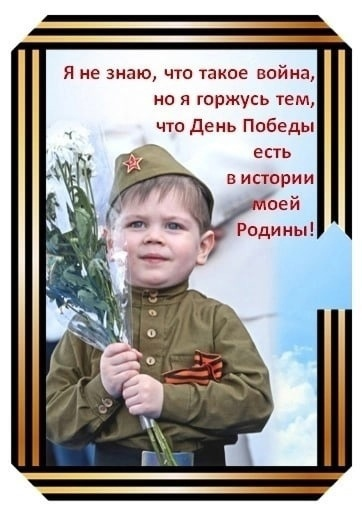 Я не знаю, что такое война,
но я горжусь тем,
что День Победы
есть
в истории
моей
Родины!